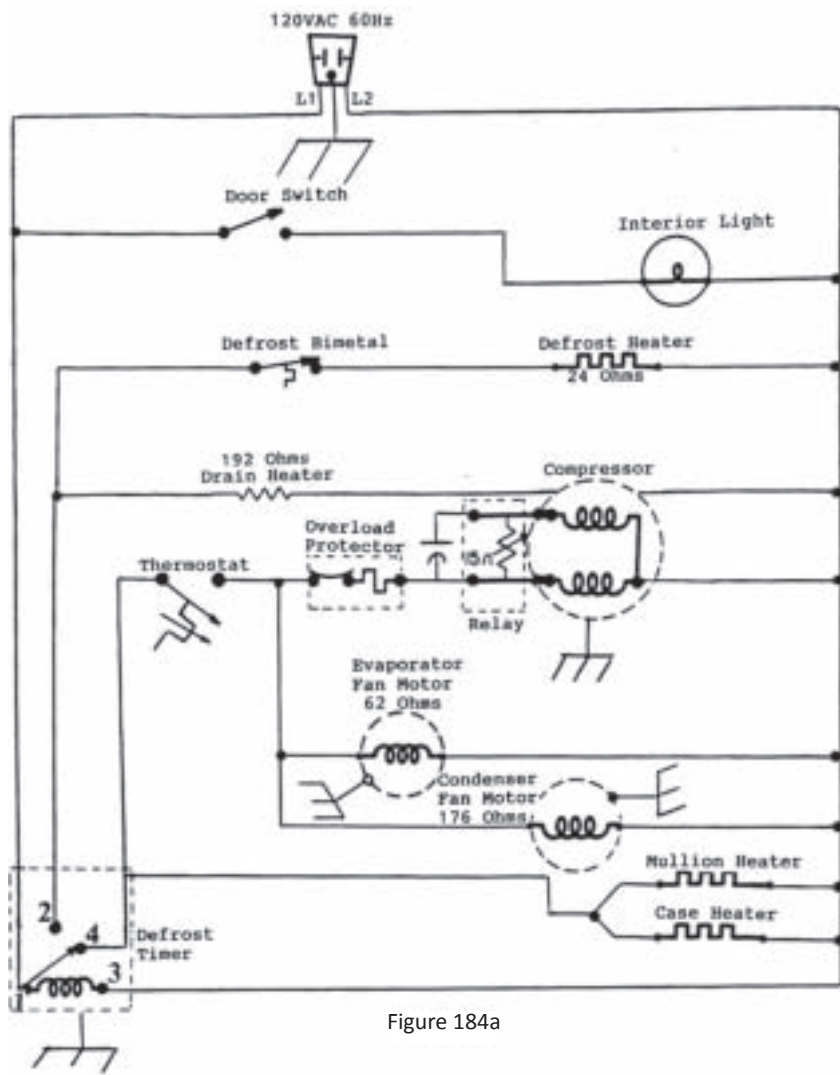 120VAC 60Hz
L1 L2
Door Switch
Interior Light
Defrost Bimetal
Defrost Heater
24 Ohms
192 Ohms
Drain Heater
Compressor
Overload
Protector
Thermostat
Relay
Evaporator
Fan Motor
62 Ohms
Condenser
Fan Motor
176 Ohms
Mullion Heater
Case Heater
2
4
Defrost
Timer
3
1
Figure 184a